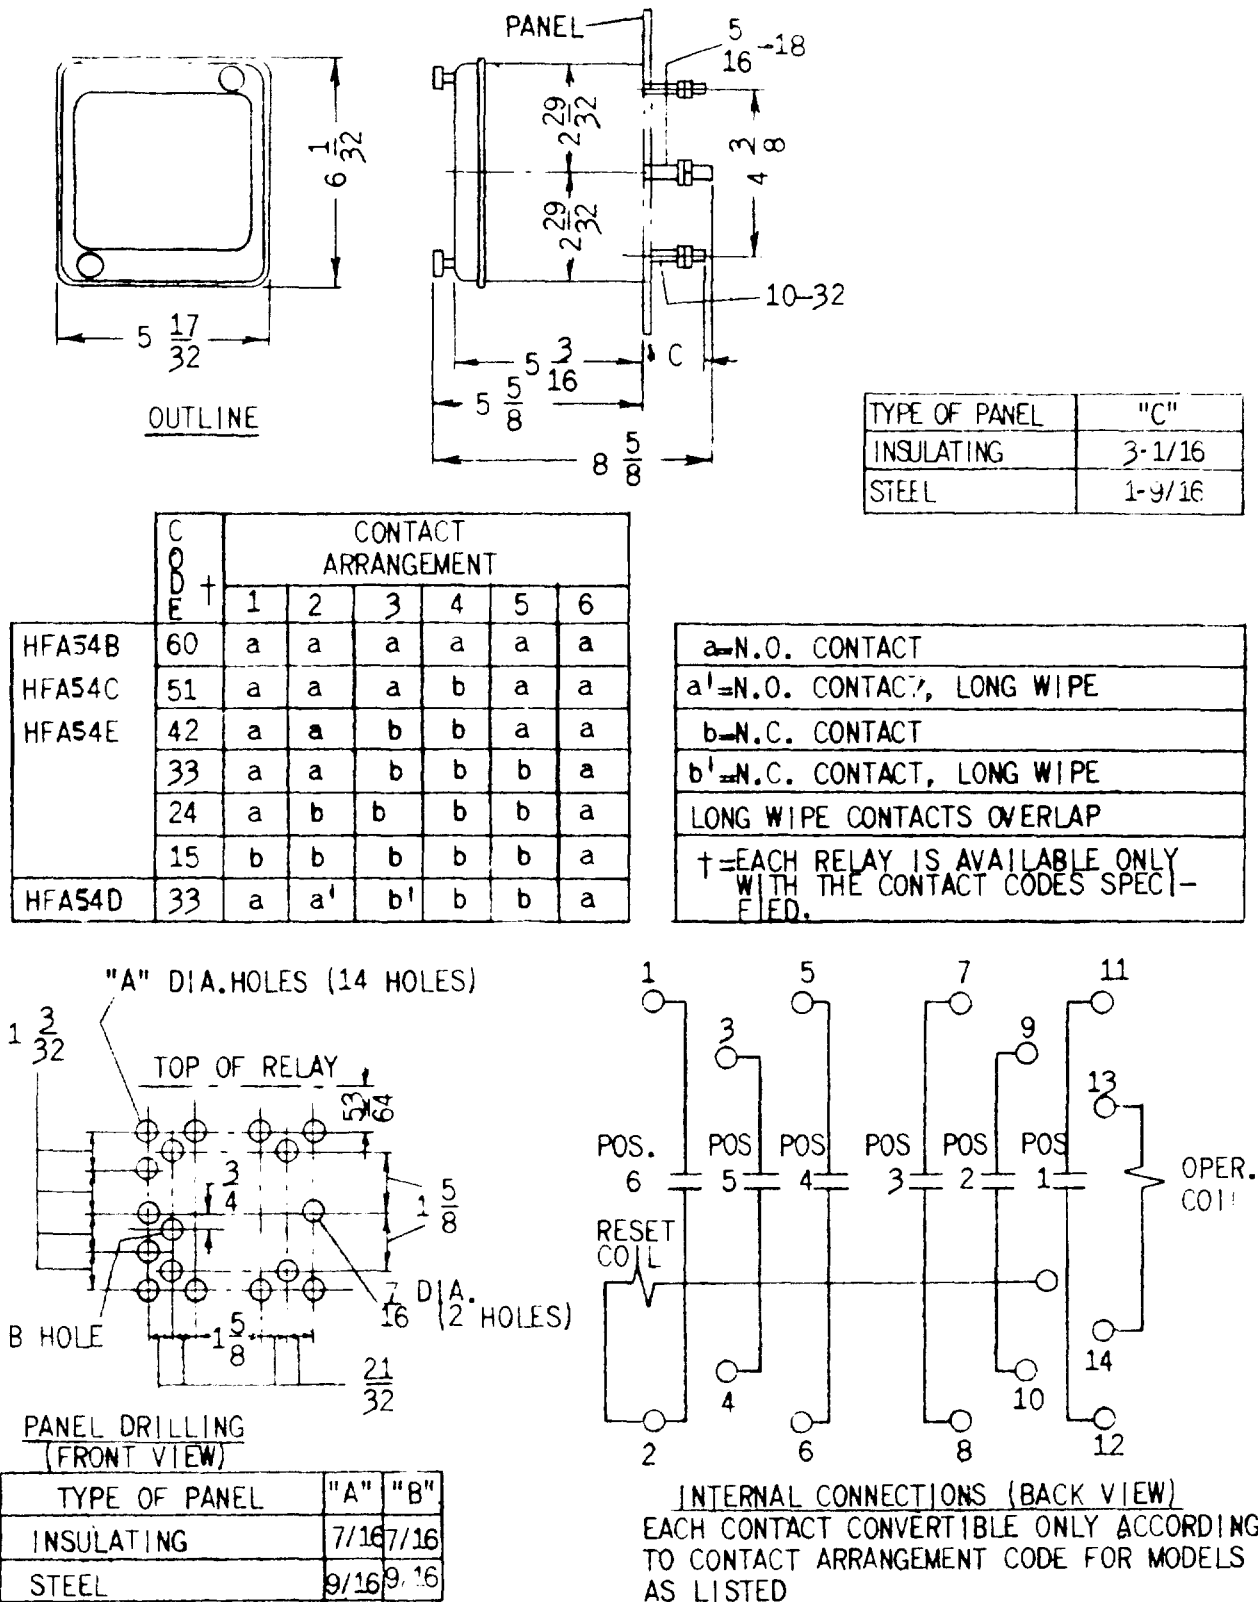 PANEL
5/16-18
2 29/32
6 1/32
4 3/8
2 29/32
10-32
5 17/32
5 3/16
C
5 5/8
8 5/8
OUTLINE
TYPE OF PANEL "C"
INSULATING 3-1/16
STEEL 1-9/16
CODE † CONTACT
ARRANGEMENT
1 2 3 4 5 6
HFA54B 60 a a a a a a
HFA54C 51 a a a b a a
HFA54E 42 a a b b a a
33 a a b b b a
24 a b b b b a
15 b b b b b a
HFA54D 33 a a' b' b b a
a=N.O. CONTACT
a'=N.O. CONTACT, LONG WIPE
b=N.C. CONTACT
b'=N.C. CONTACT, LONG WIPE
LONG WIPE CONTACTS OVERLAP
†=EACH RELAY IS AVAILABLE ONLY
WITH THE CONTACT CODES SPECI-
FIED.
"A" DIA.HOLES (14 HOLES)
1 3/32
TOP OF RELAY
53/64
3/4
1 5/8
7/16 DIA.
(2 HOLES)
B HOLE
1 5/8
21/32
PANEL DRILLING
(FRONT VIEW)
TYPE OF PANEL "A" "B"
INSULATING 7/16 7/16
STEEL 9/16 9/16
1 5 7 11
3 9
13
POS. POS POS POS POS POS
6 5 4 3 2 1
OPER.
COIL
RESET
COIL
14
4 10
2 6 8 12
INTERNAL CONNECTIONS (BACK VIEW)
EACH CONTACT CONVERTIBLE ONLY ACCORDING
TO CONTACT ARRANGEMENT CODE FOR MODELS
AS LISTED